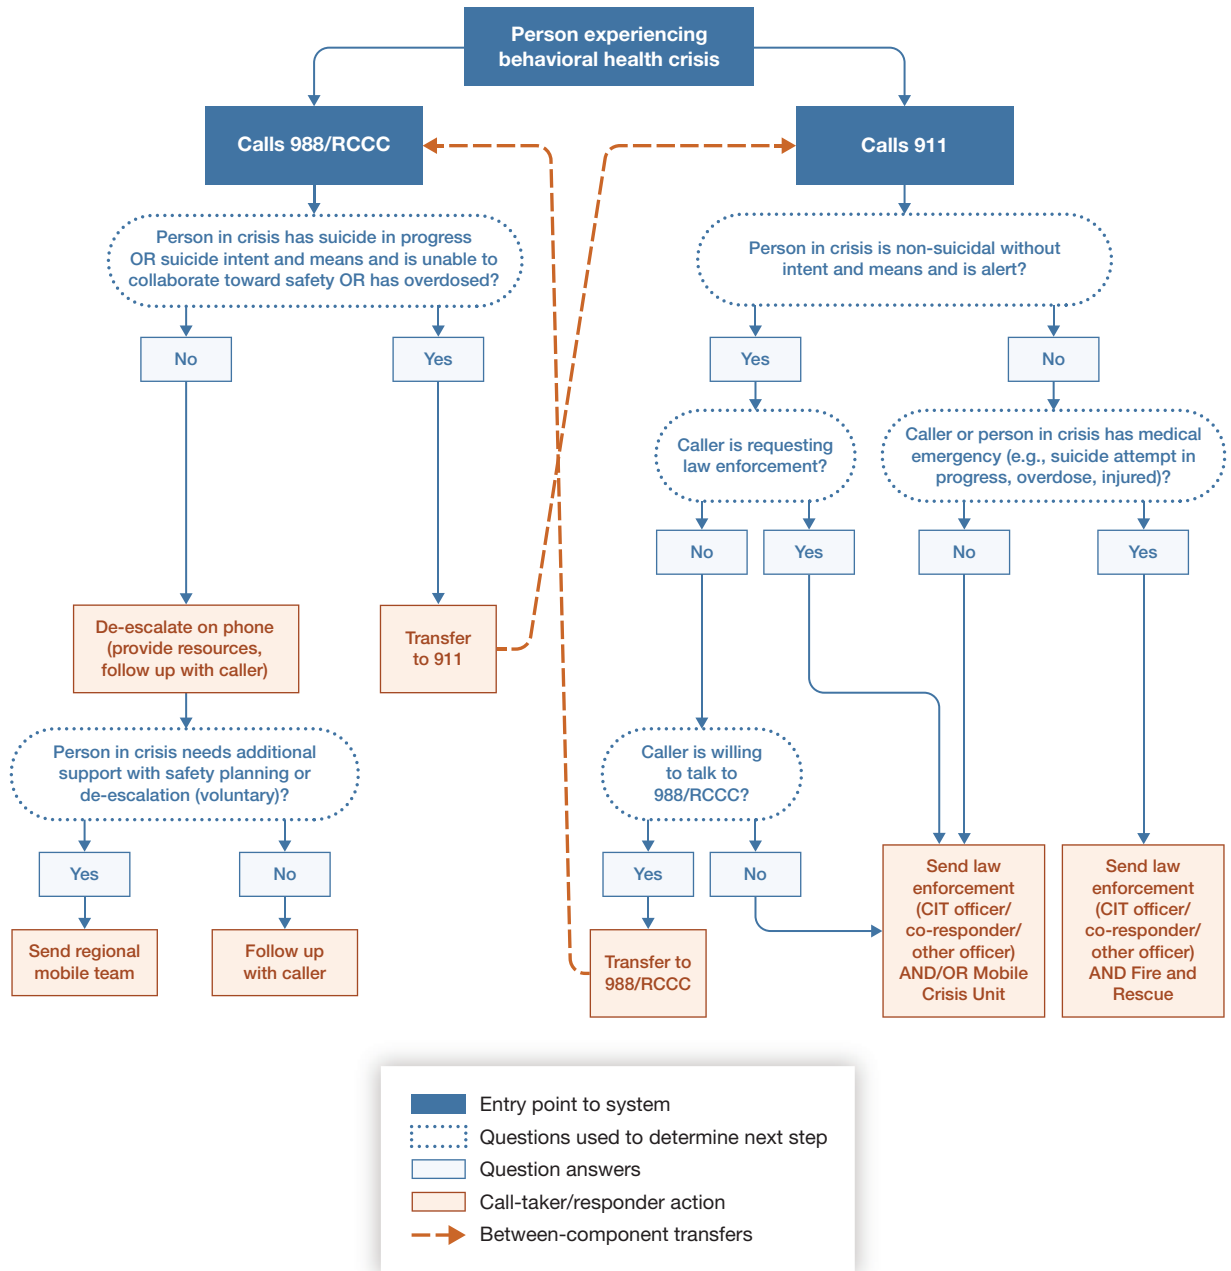 Person experiencing
behavioral health crisis
Calls 988/RCCC
Calls 911
Person in crisis has suicide in progress
OR suicide intent and means and is unable to
collaborate toward safety OR has overdosed?
Person in crisis is non-suicidal without
intent and means and is alert?
No
Yes
Yes
No
Caller is requesting
law enforcement?
Caller or person in crisis has medical
emergency (e.g., suicide attempt in
progress, overdose, injured)?
No
Yes
No
Yes
De-escalate on phone
(provide resources,
follow up with caller)
Transfer
to 911
Person in crisis needs additional
support with safety planning or
de-escalation (voluntary)?
Caller is willing
to talk to
988/RCCC?
Yes
No
Yes
No
Send regional
mobile team
Follow up
with caller
Transfer to
988/RCCC
Send law
enforcement
(CIT officer/
co-responder/
other officer)
AND/OR Mobile
Crisis Unit
Send law
enforcement
(CIT officer/
co-responder/
other officer)
AND Fire and
Rescue
Entry point to system
Questions used to determine next step
Question answers
Call-taker/responder action
Between-component transfers